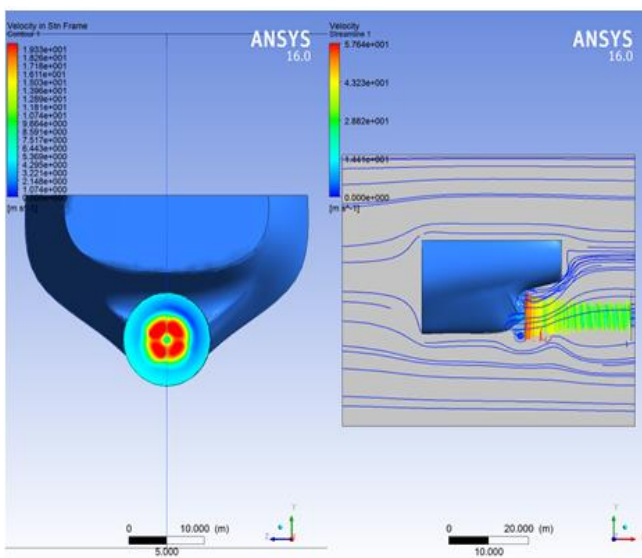 Velocity in Stn Frame
Contour 1
1.933e+001
1.826e+001
1.718e+001
1.611e+001
1.503e+001
1.396e+001
1.289e+001
1.181e+001
1.074e+001
9.664e+000
8.591e+000
7.517e+000
6.443e+000
5.369e+000
4.295e+000
3.221e+000
2.148e+000
1.074e+000
0.000e+000
[m s^-1]
ANSYS
16.0
0 10.000 (m)
5.000
Y
Z
Velocity
Streamline 1
5.764e+001
4.323e+001
2.882e+001
1.441e+001
0.000e+000
[m s^-1]
ANSYS
16.0
0 20.000 (m)
10.000
Y